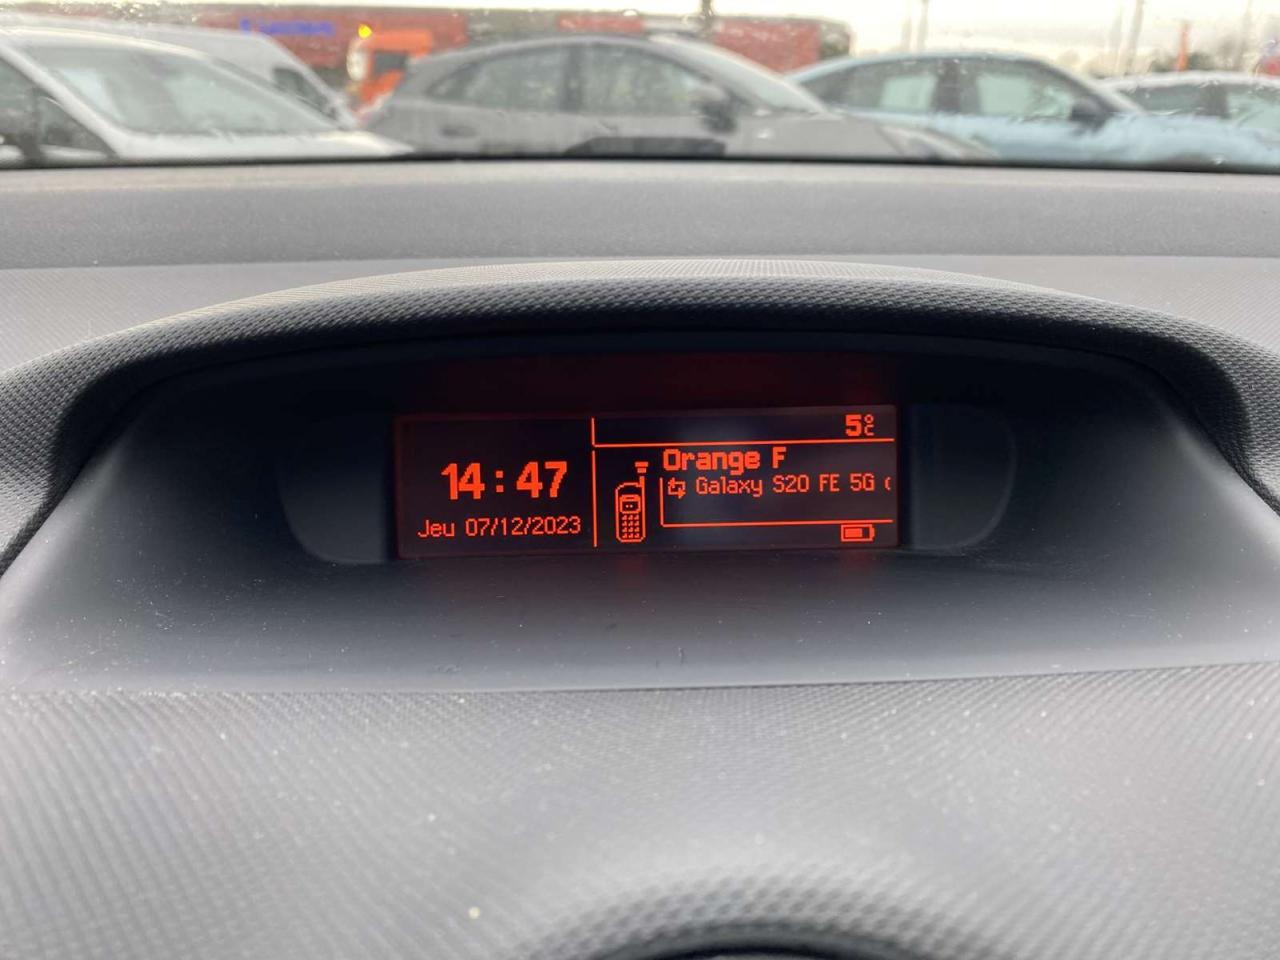 5°C
14:47
Jeu 07/12/2023
Orange F
Galaxy S20 FE 5G